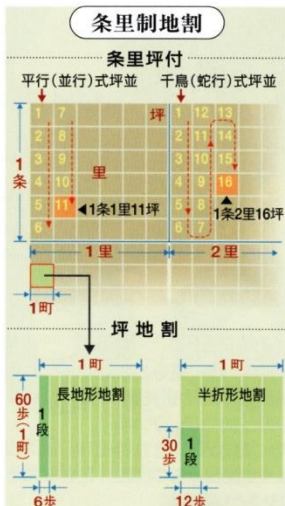 条里制地割
条里坪付
平行(並行)式坪並
千鳥(蛇行)式坪並
1 7
2 8
3 9
4 10
5 11
6
坪
里
1条
◀1条1里11坪
1 12 13
2 11 14
3 10 15
4 9 16
5 8
6 7
▲
1条2里16坪
1里
2里
1町
坪地割
1町
長地形地割
60歩(1町)
1段
6歩
1町
半折形地割
30歩
1段
12歩